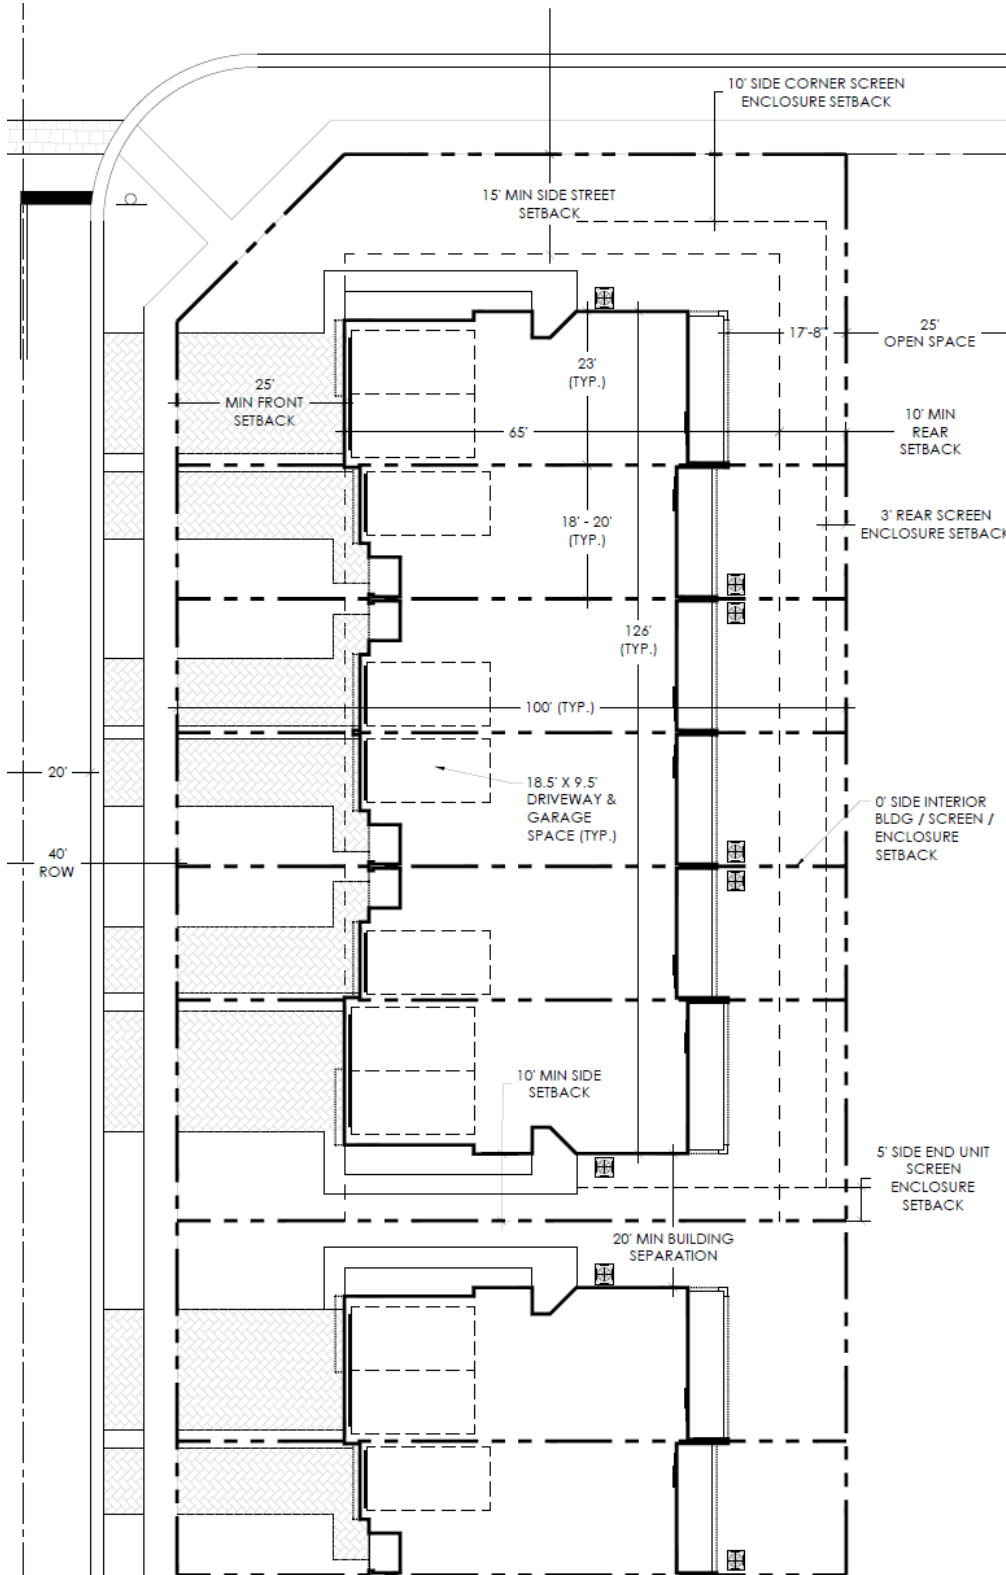 10' SIDE CORNER SCREEN
ENCLOSURE SETBACK
15' MIN SIDE STREET
SETBACK
17'-8"
25'
OPEN SPACE
23'
(TYP.)
25'
MIN FRONT
SETBACK
65'
10' MIN
REAR
SETBACK
18' - 20'
(TYP.)
3' REAR SCREEN
ENCLOSURE SETBACK
126'
(TYP.)
100' (TYP.)
20'
18.5' X 9.5'
DRIVEWAY &
GARAGE
SPACE (TYP.)
0' SIDE INTERIOR
BLDG / SCREEN /
ENCLOSURE
SETBACK
40'
ROW
10' MIN SIDE
SETBACK
5' SIDE END UNIT
SCREEN
ENCLOSURE
SETBACK
20' MIN BUILDING
SEPARATION